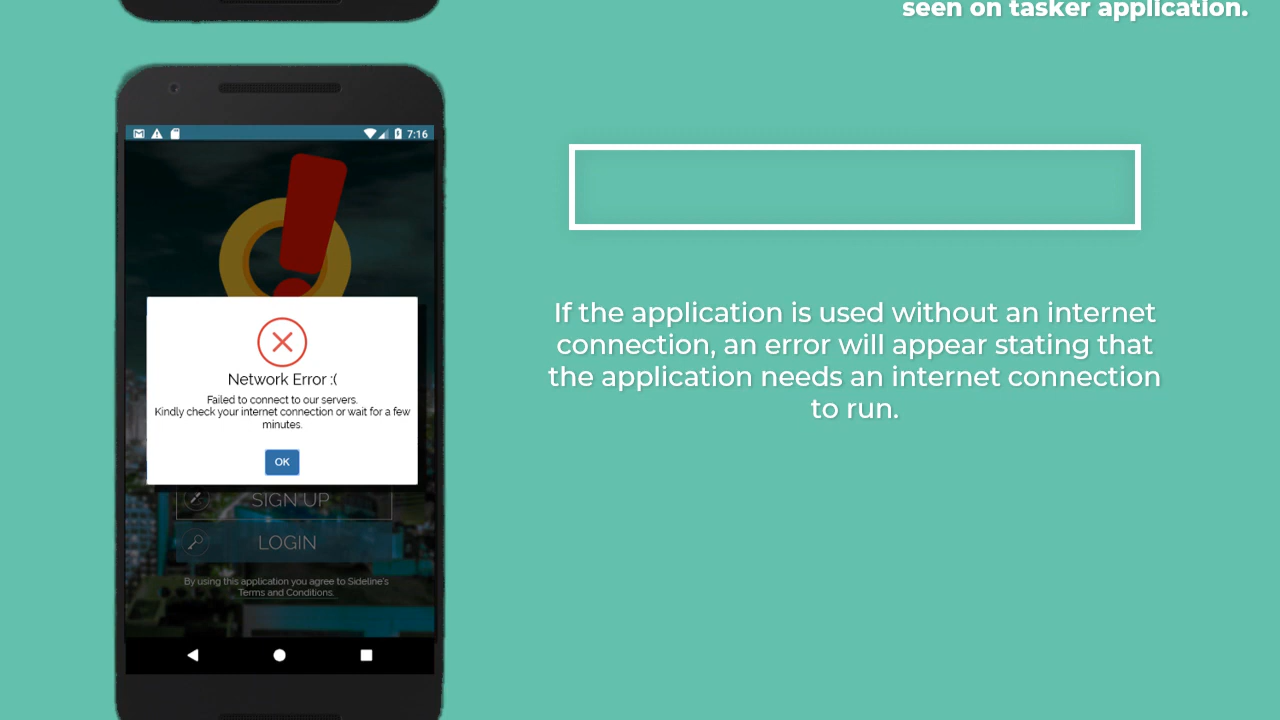 seen on tasker application.
7:16
Network Error :(
Failed to connect to our servers.
Kindly check your internet connection or wait for a few
minutes.
OK
SIGN UP
LOGIN
By using this application you agree to Sideline's
Terms and Conditions.
If the application is used without an internet
connection, an error will appear stating that
the application needs an internet connection
to run.